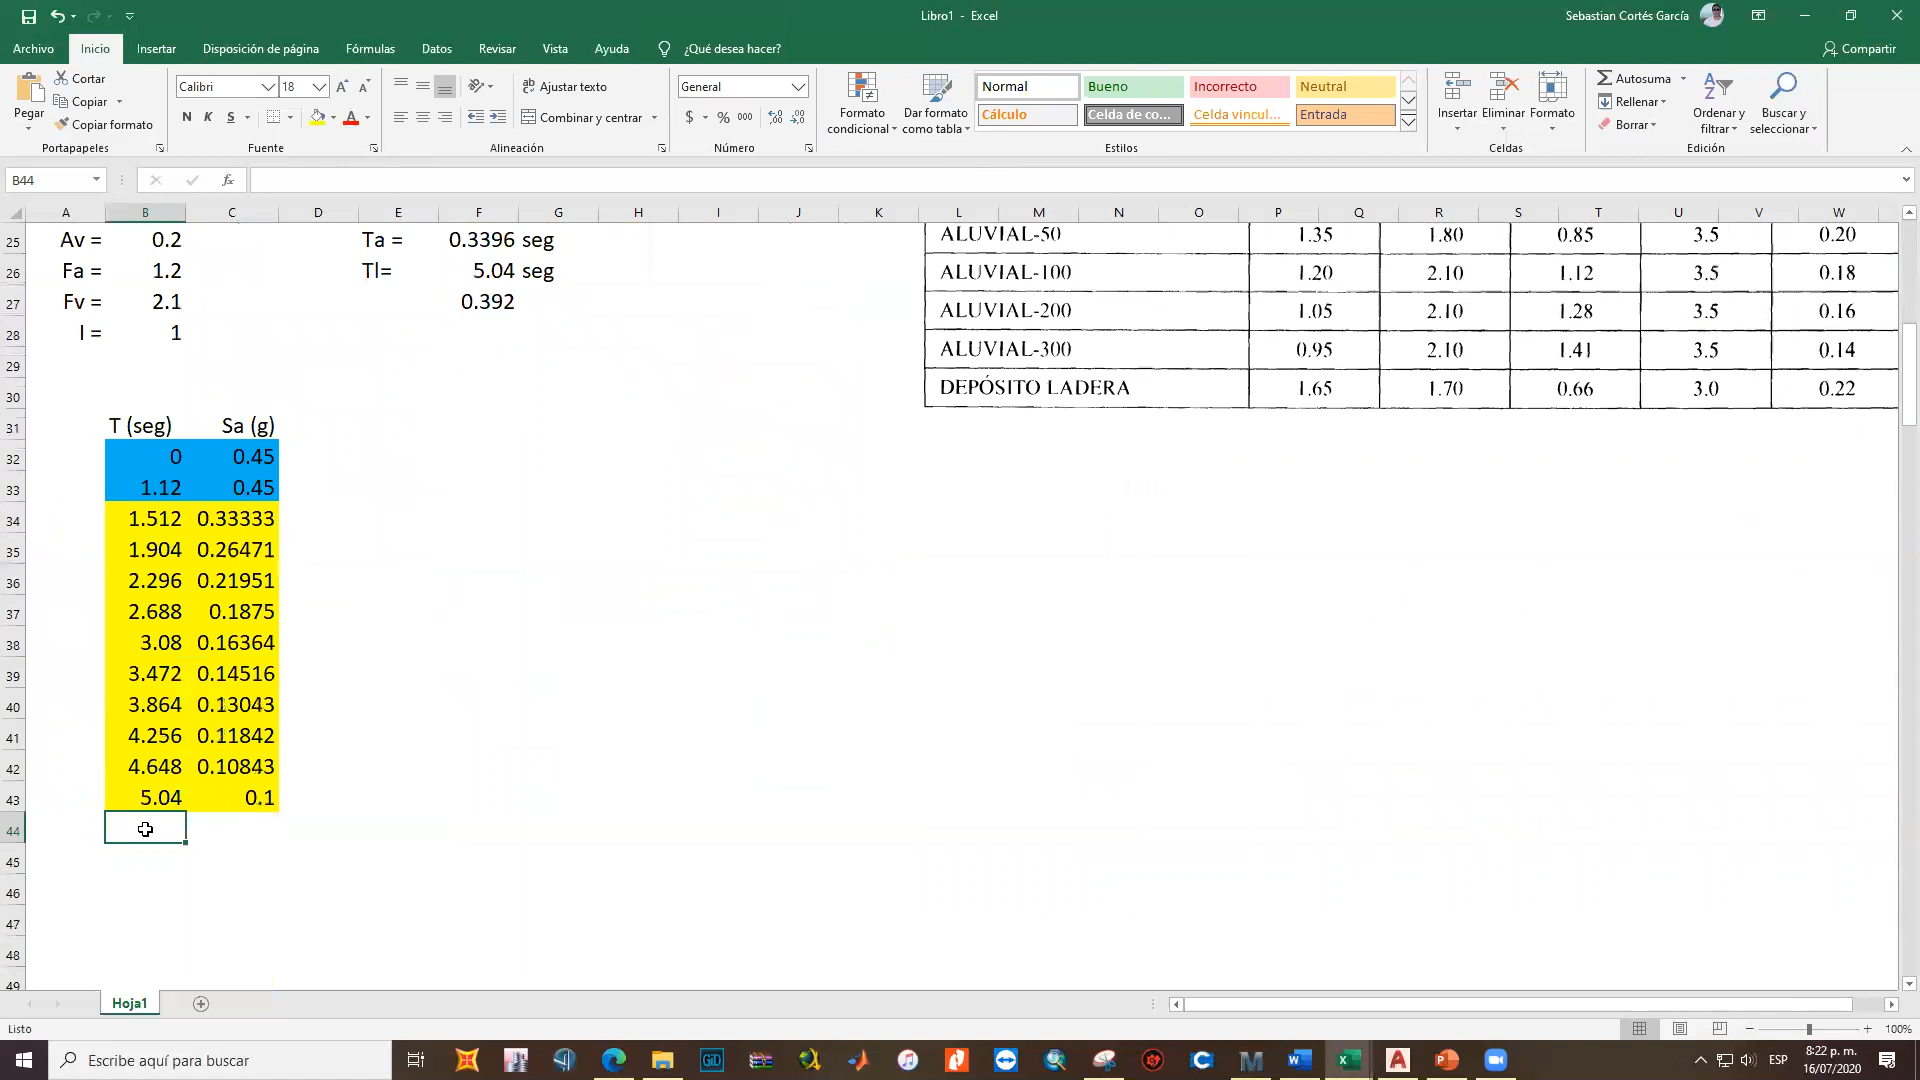 Libro1 - Excel
Sebastian Cortés García
Archivo Inicio Insertar Disposición de página Fórmulas Datos Revisar Vista Ayuda ¿Qué desea hacer? Compartir
Pegar
Cortar
Copiar
Copiar formato
Portapapeles
Calibri 18
N K S
Fuente
Ajustar texto
Combinar y centrar
Alineación
General
$ % 000
Número
Formato condicional
Dar formato como tabla
Normal Bueno Incorrecto Neutral
Cálculo Celda de co... Celda vincul... Entrada
Estilos
Insertar Eliminar Formato
Celdas
Autosuma
Rellenar
Borrar
Ordenar y filtrar
Buscar y seleccionar
Edición
B44 fx
A B C D E F G H I J K L M N O P Q R S T U V W
25 Av = 0.2 Ta = 0.3396 seg ALUVIAL-50 1.35 1.80 0.85 3.5 0.20
26 Fa = 1.2 Tl= 5.04 seg ALUVIAL-100 1.20 2.10 1.12 3.5 0.18
27 Fv = 2.1 0.392 ALUVIAL-200 1.05 2.10 1.28 3.5 0.16
28 I = 1 ALUVIAL-300 0.95 2.10 1.41 3.5 0.14
29
30 DEPÓSITO LADERA 1.65 1.70 0.66 3.0 0.22
31 T (seg) Sa (g)
32 0 0.45
33 1.12 0.45
34 1.512 0.33333
35 1.904 0.26471
36 2.296 0.21951
37 2.688 0.1875
38 3.08 0.16364
39 3.472 0.14516
40 3.864 0.13043
41 4.256 0.11842
42 4.648 0.10843
43 5.04 0.1
44
45
46
47
48
49
Hoja1
Listo 100%
Escribe aquí para buscar
GiD
ESP
8:22 p. m.
16/07/2020